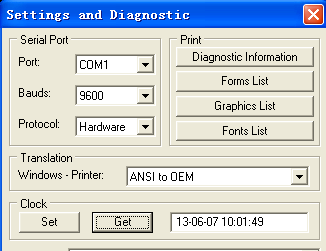 Settings and Diagnostic
Serial Port
Port: COM1
Bauds: 9600
Protocol: Hardware
Print
Diagnostic Information
Forms List
Graphics List
Fonts List
Translation
Windows - Printer: ANSI to OEM
Clock
Set Get 13-06-07 10:01:49